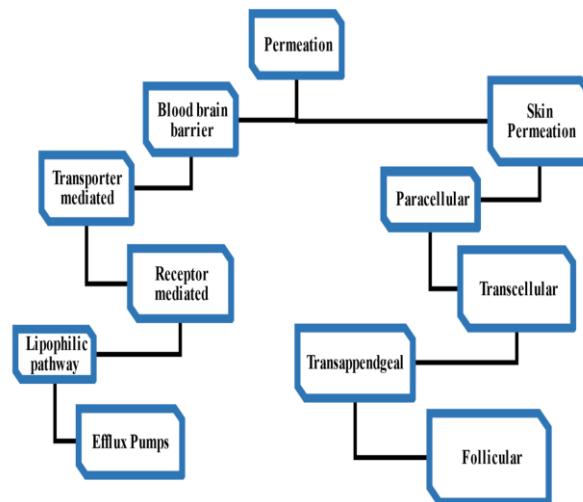 Permeation
Blood brain
barrier
Skin
Permeation
Transporter
mediated
Paracellular
Receptor
mediated
Transcellular
Lipophilic
pathway
Transappendgeal
Efflux Pumps
Follicular